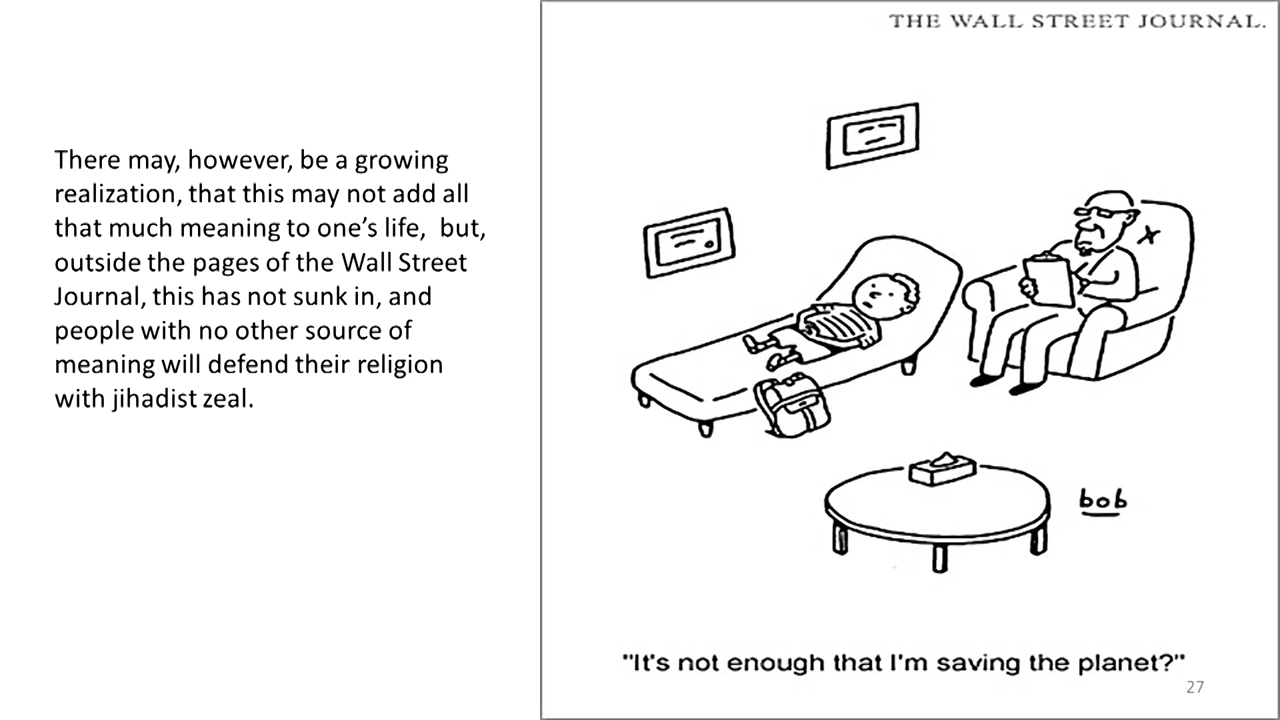 There may, however, be a growing
realization, that this may not add all
that much meaning to one’s life,  but,
outside the pages of the Wall Street
Journal, this has not sunk in, and
people with no other source of
meaning will defend their religion
with jihadist zeal.
THE WALL STREET JOURNAL.
bob
"It's not enough that I'm saving the planet?"
27